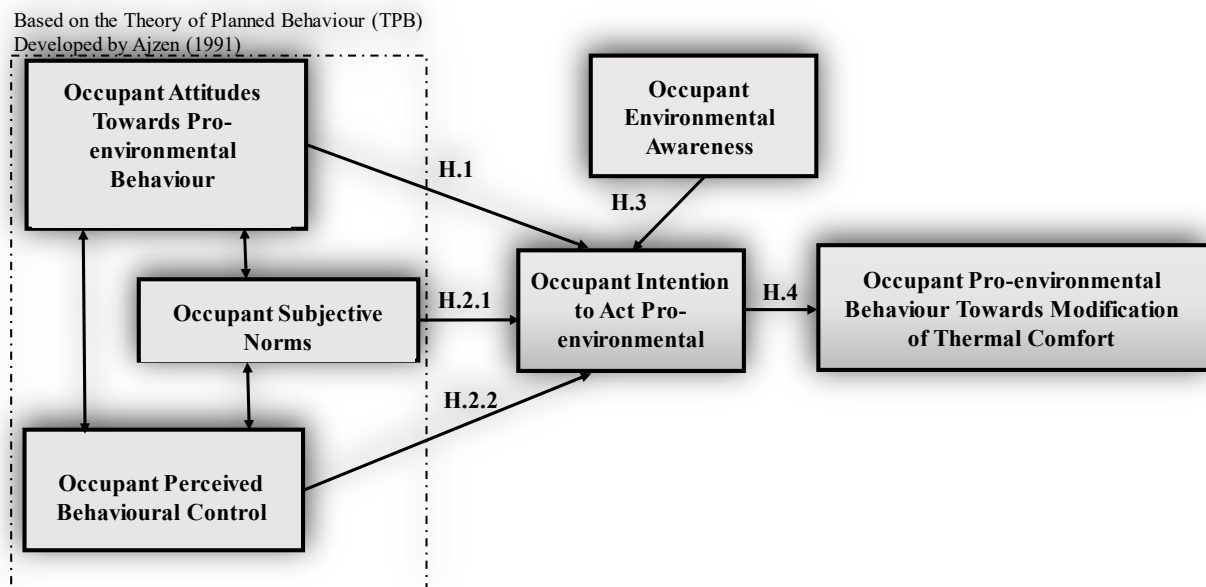 Based on the Theory of Planned Behaviour (TPB)
Developed by Ajzen (1991)
Occupant Attitudes
Towards Pro-
environmental
Behaviour
Occupant
Environmental
Awareness
H.1
H.3
Occupant Subjective
Norms
H.2.1
Occupant Intention
to Act Pro-
environmental
H.4
Occupant Pro-environmental
Behaviour Towards Modification
of Thermal Comfort
H.2.2
Occupant Perceived
Behavioural Control